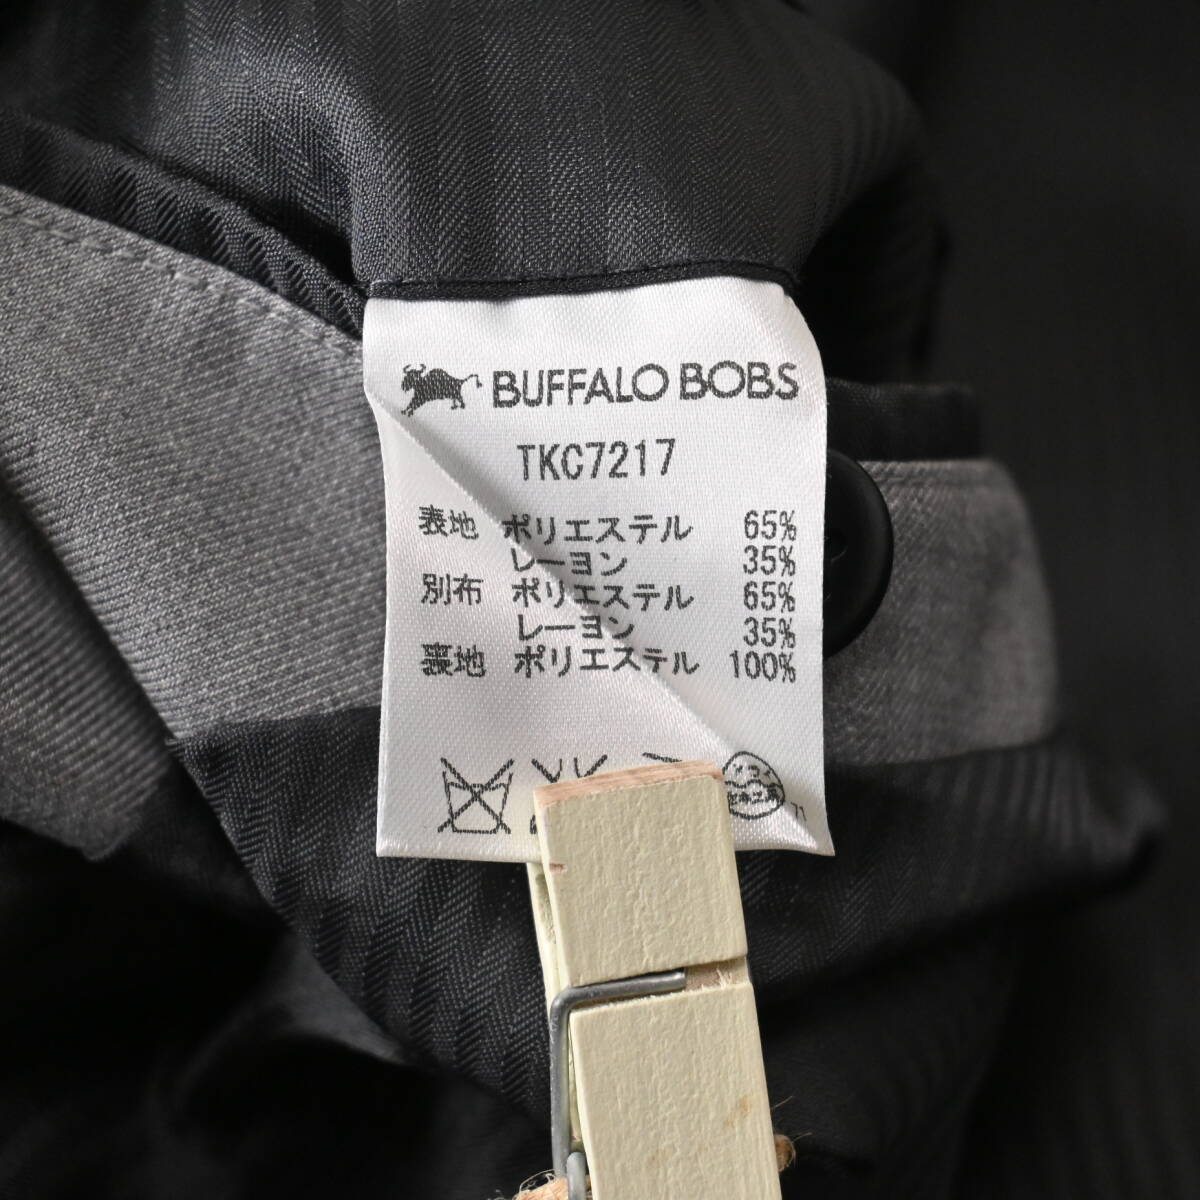 BUFFALO BOBS
TKC7217
表地 ポリエステル 65%
レーヨン 35%
別布 ポリエステル 65%
レーヨン 35%
裏地 ポリエステル 100%
71